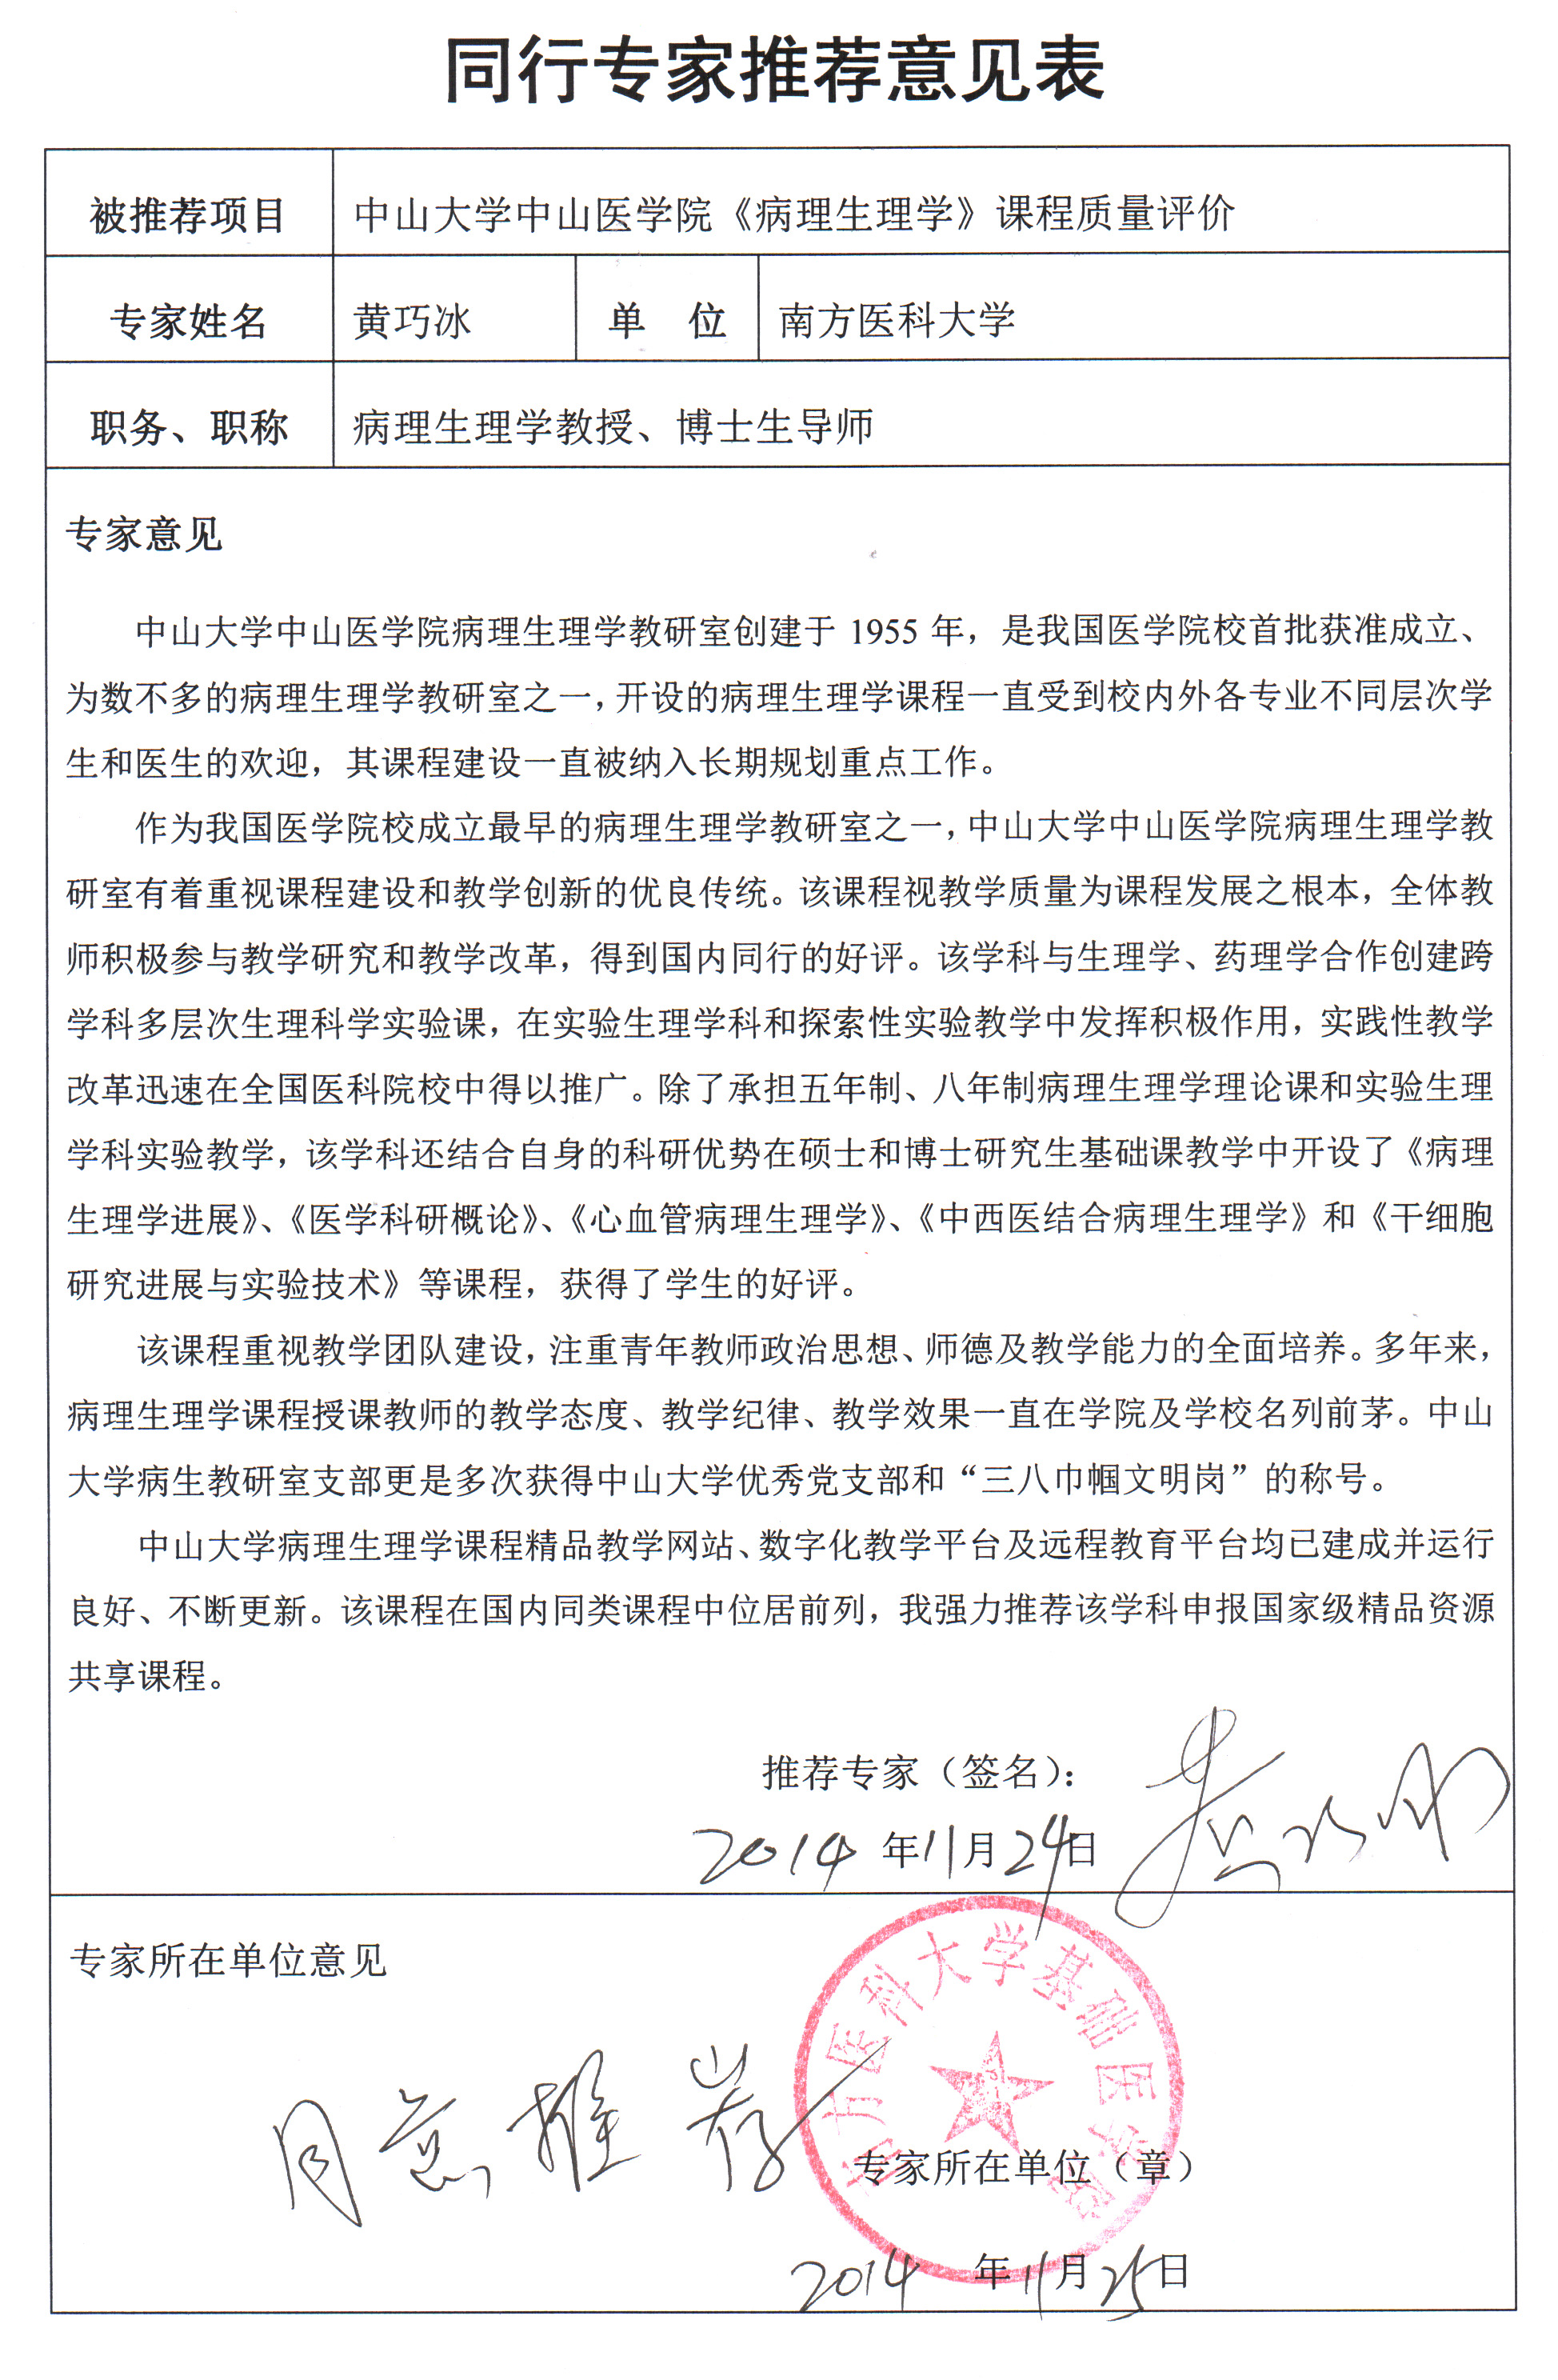 同行专家推荐意见表
被推荐项目 中山大学中山医学院《病理生理学》课程质量评价
专家姓名 黄巧冰 单 位 南方医科大学
职务、职称 病理生理学教授、博士生导师
专家意见
中山大学中山医学院病理生理学教研室创建于 1955 年，是我国医学院校首批获准成立、
为数不多的病理生理学教研室之一，开设的病理生理学课程一直受到校内外各专业不同层次学
生和医生的欢迎，其课程建设一直被纳入长期规划重点工作。
作为我国医学院校成立最早的病理生理学教研室之一，中山大学中山医学院病理生理学教
研室有着重视课程建设和教学创新的优良传统。该课程视教学质量为课程发展之根本，全体教
师积极参与教学研究和教学改革，得到国内同行的好评。该学科与生理学、药理学合作创建跨
学科多层次生理科学实验课，在实验生理学科和探索性实验教学中发挥积极作用，实践性教学
改革迅速在全国医科院校中得以推广。除了承担五年制、八年制病理生理学理论课和实验生理
学科实验教学，该学科还结合自身的科研优势在硕士和博士研究生基础课教学中开设了《病理
生理学进展》、《医学科研概论》、《心血管病理生理学》、《中西医结合病理生理学》和《干细胞
研究进展与实验技术》等课程，获得了学生的好评。
该课程重视教学团队建设，注重青年教师政治思想、师德及教学能力的全面培养。多年来，
病理生理学课程授课教师的教学态度、教学纪律、教学效果一直在学院及学校名列前茅。中山
大学病生教研室支部更是多次获得中山大学优秀党支部和“三八巾帼文明岗”的称号。
中山大学病理生理学课程精品教学网站、数字化教学平台及远程教育平台均已建成并运行
良好、不断更新。该课程在国内同类课程中位居前列，我强力推荐该学科申报国家级精品资源
共享课程。
推荐专家（签名）： 黄巧冰
2014 年 11 月 24 日
专家所在单位意见
南方医科大学基础医学院
同意推荐
专家所在单位（章）
2014 年 11 月 25 日